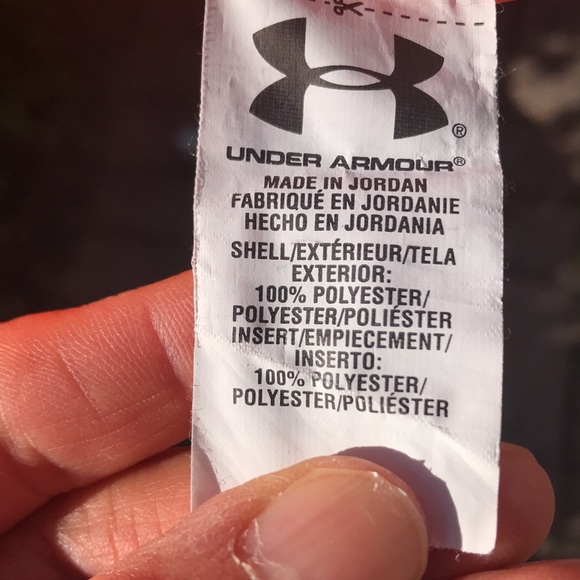 ®
UNDER ARMOUR®
MADE IN JORDAN
FABRIQUÉ EN JORDANIE
HECHO EN JORDANIA
SHELL/EXTÉRIEUR/TELA
EXTERIOR:
100% POLYESTER/
POLYESTER/POLIÉSTER
INSERT/EMPIECEMENT/
INSERTO:
100% POLYESTER/
POLYESTER/POLIÉSTER